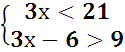 3x < 21
3x − 6 > 9